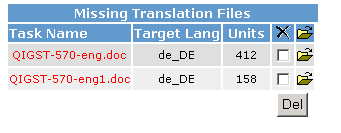 Missing Translation Files
Task Name Target Lang Units
QIGST-570-eng.doc de_DE 412
QIGST-570-eng1.doc de_DE 158
Del